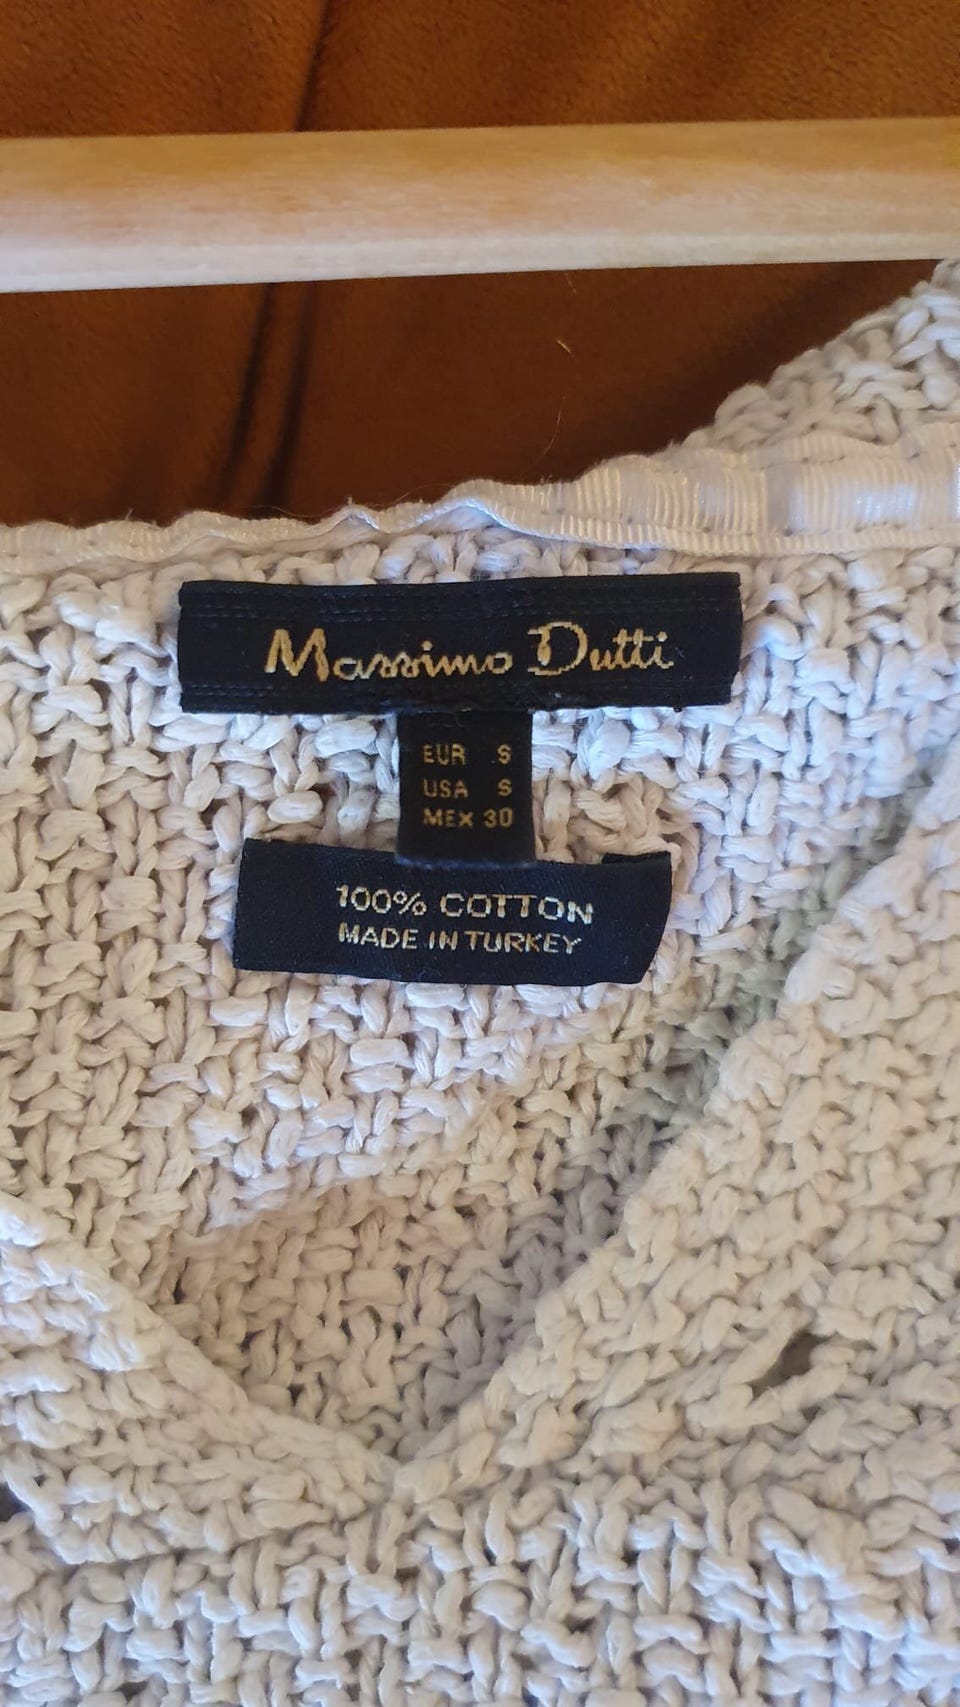 Massimo Dutti
EUR S
USA S
MEX 30
100% COTTON
MADE IN TURKEY